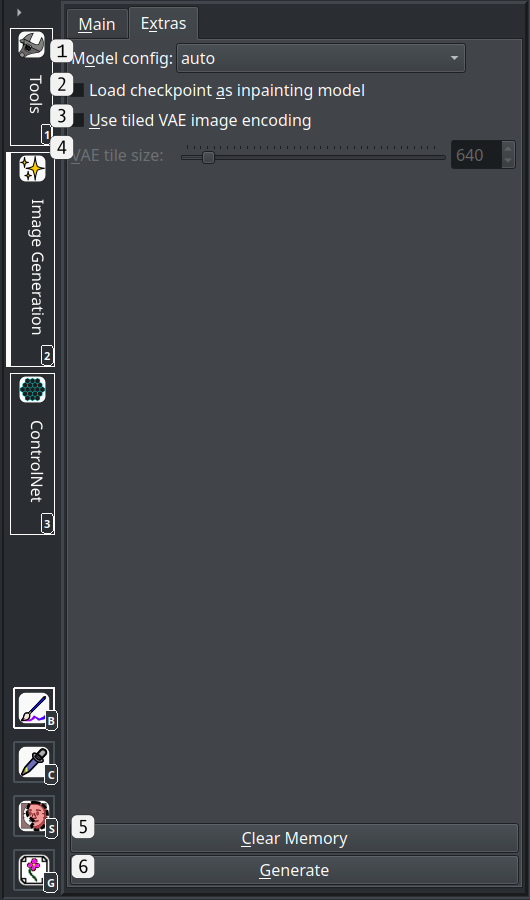 Main
Extras
1
Model config:
auto
2
Load checkpoint as inpainting model
3
Use tiled VAE image encoding
4
VAE tile size:
640
Tools
1
Image Generation
2
ControlNet
3
B
C
S
G
5
Clear Memory
6
Generate